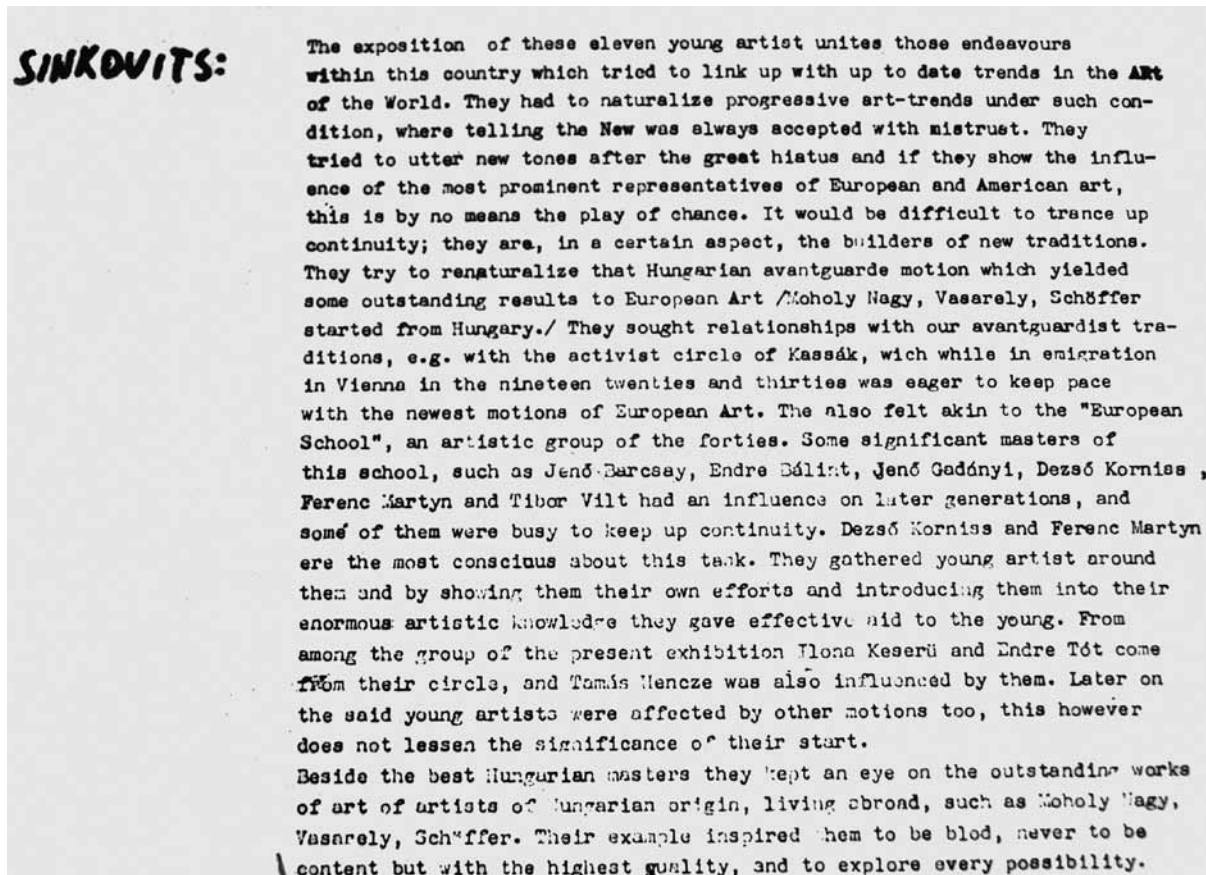 SINKOVITS:
The exposition of these eleven young artist unites those endeavours
within this country which tried to link up with up to date trends in the ARt
of the World. They had to naturalize progressive art-trends under such con-
dition, where telling the New was always accepted with mistrust. They
tried to utter new tones after the great hiatus and if they show the influ-
ence of the most prominent representatives of European and American art,
this is by no means the play of chance. It would be difficult to trance up
continuity; they are, in a certain aspect, the builders of new traditions.
They try to renaturalize that Hungarian avantguarde motion which yielded
some outstanding results to European Art /Moholy Nagy, Vasarely, Schöffer
started from Hungary./ They sought relationships with our avantguardist tra-
ditions, e.g. with the activist circle of Kassák, wich while in emigration
in Vienna in the nineteen twenties and thirties was eager to keep pace
with the newest motions of European Art. The also felt akin to the "European
School", an artistic group of the forties. Some significant masters of
this school, such as Jenő Barcsay, Endre Bálint, Jenő Gadányi, Dezső Korniss ,
Ferenc Martyn and Tibor Vilt had an influence on later generations, and
some of them were busy to keep up continuity. Dezső Korniss and Ferenc Martyn
ere the most conscious about this task. They gathered young artist around
them and by showing them their own efforts and introducing them into their
enormous artistic knowledge they gave effective aid to the young. From
among the group of the present exhibition Ilona Keserü and Endre Tót come
from their circle, and Tamás Hencze was also influenced by them. Later on
the said young artists were affected by other motions too, this however
does not lessen the significance of their start.
Beside the best Hungarian masters they kept an eye on the outstanding works
of art of artists of Hungarian origin, living abroad, such as Moholy Nagy,
Vasarely, Schöffer. Their example inspired them to be blod, never to be
content but with the highest quality, and to explore every possibility.